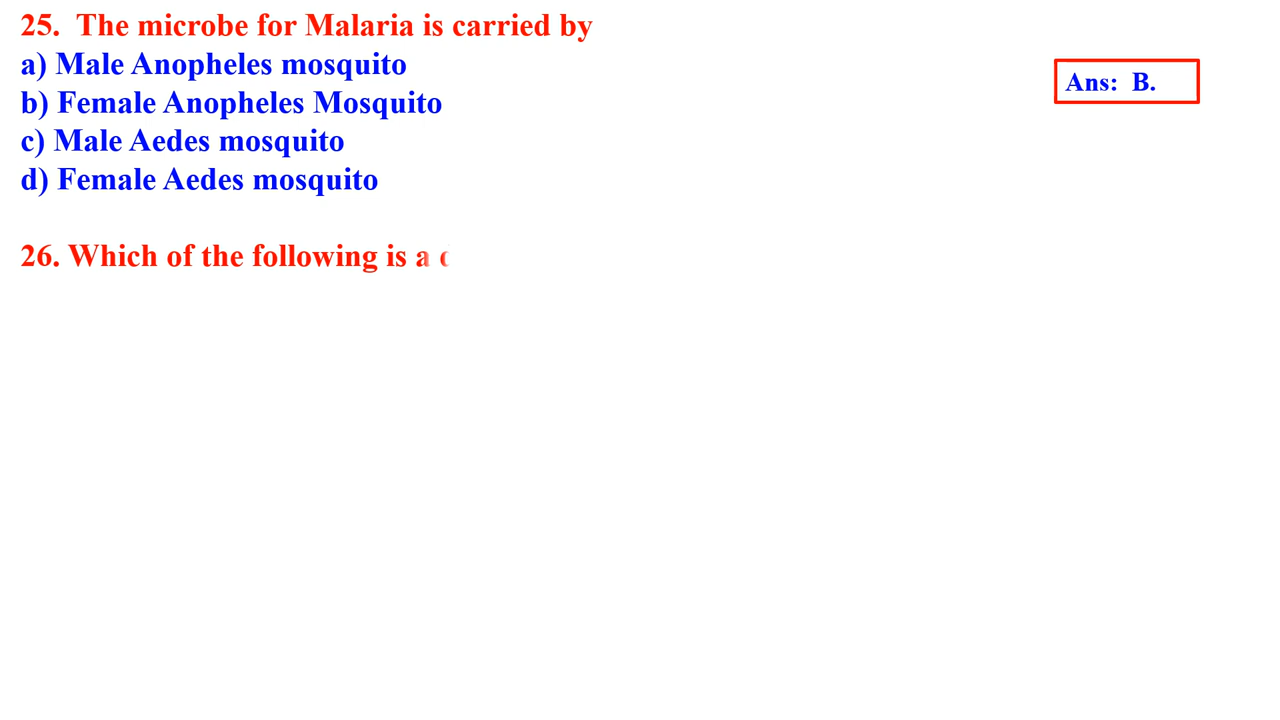 25. The microbe for Malaria is carried by
a) Male Anopheles mosquito
Ans: B.
b) Female Anopheles Mosquito
c) Male Aedes mosquito
d) Female Aedes mosquito
26. Which of the following is a